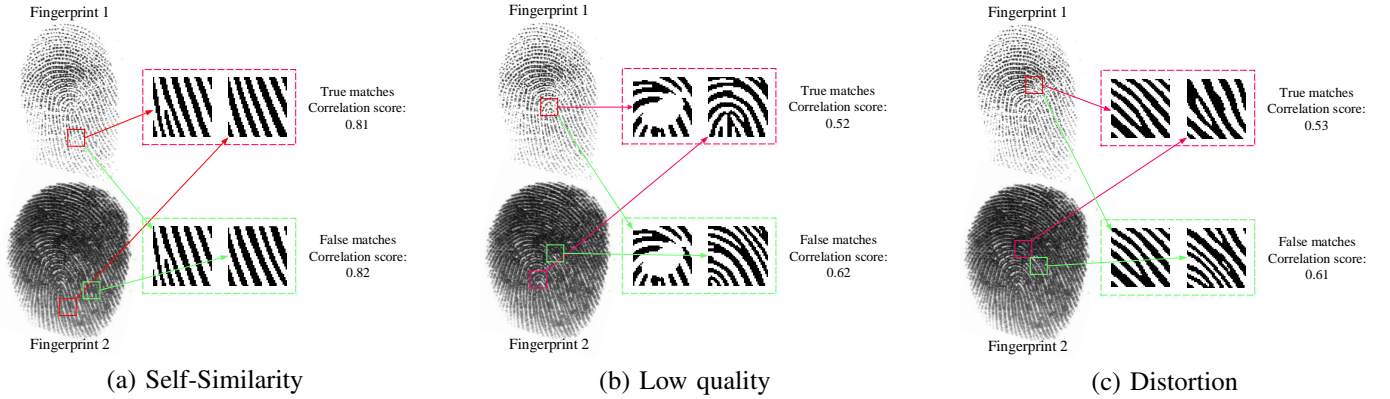 Fingerprint 1
True matches
Correlation score:
0.81
False matches
Correlation score:
0.82
Fingerprint 2
(a) Self-Similarity
Fingerprint 1
True matches
Correlation score:
0.52
False matches
Correlation score:
0.62
Fingerprint 2
(b) Low quality
Fingerprint 1
True matches
Correlation score:
0.53
False matches
Correlation score:
0.61
Fingerprint 2
(c) Distortion